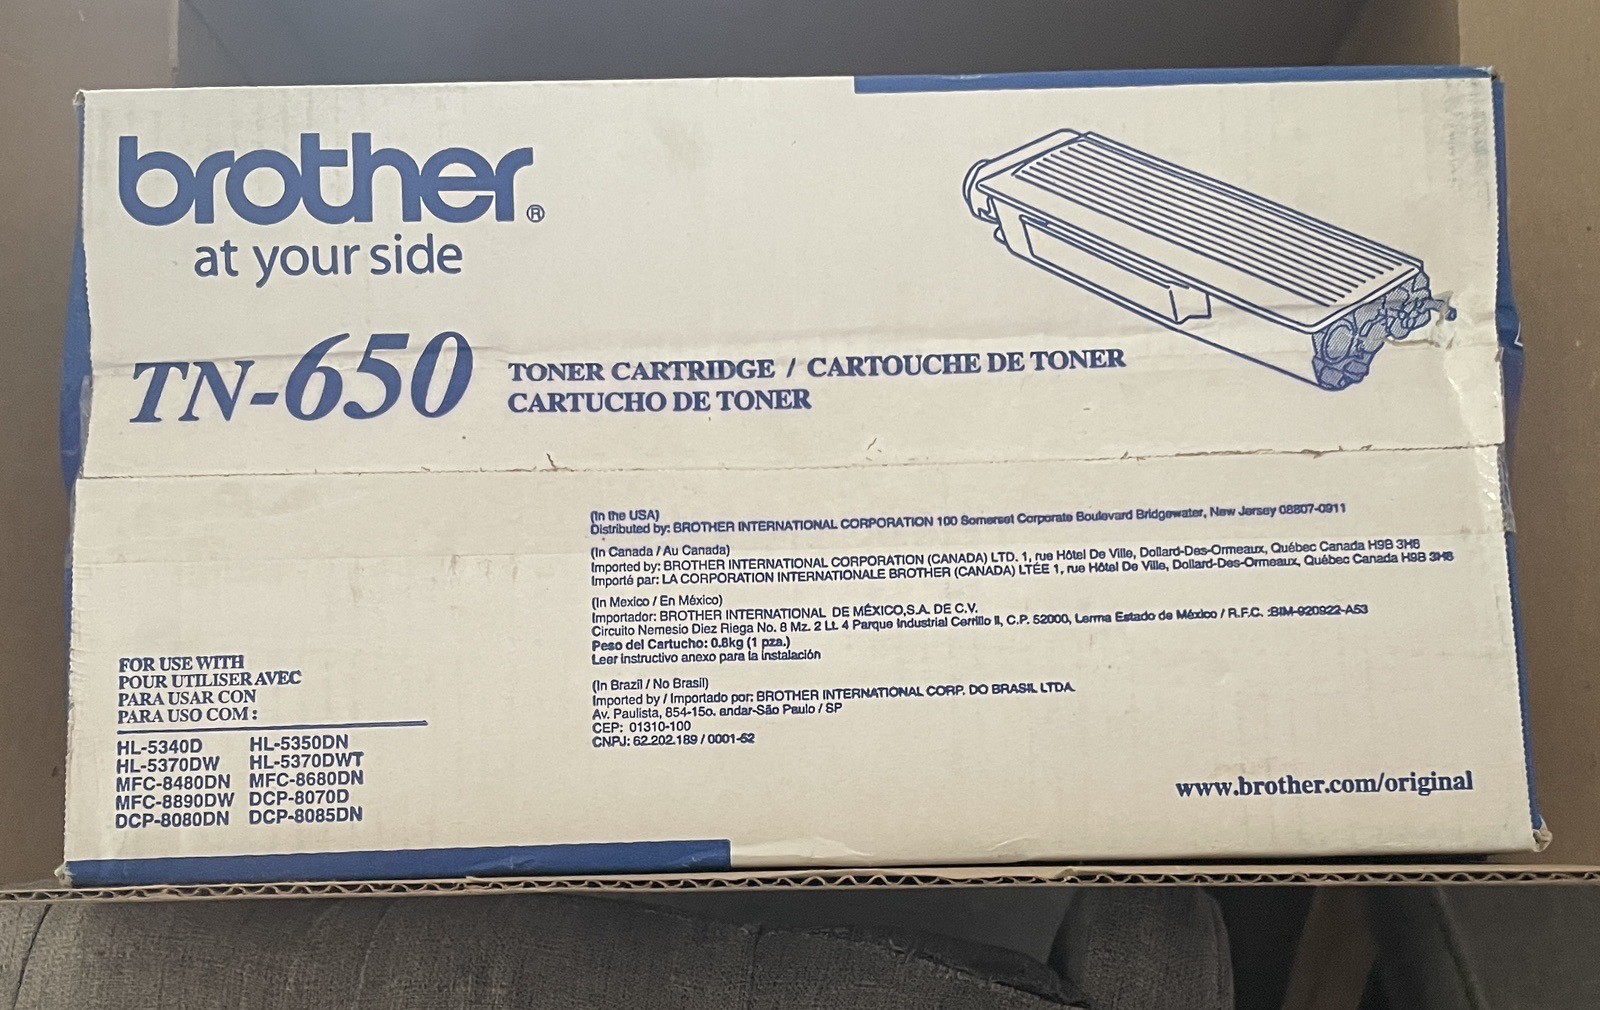 brother®
at your side
TN-650
TONER CARTRIDGE / CARTOUCHE DE TONER
CARTUCHO DE TONER
(In the USA)
Distributed by: BROTHER INTERNATIONAL CORPORATION 100 Somerset Corporate Boulevard Bridgewater, New Jersey 08807-0911
(In Canada / Au Canada)
Imported by: BROTHER INTERNATIONAL CORPORATION (CANADA) LTD. 1, rue Hôtel De Ville, Dollard-Des-Ormeaux, Québec Canada H9B 3H6
Importé par: LA CORPORATION INTERNATIONALE BROTHER (CANADA) LTÉE 1, rue Hôtel De Ville, Dollard-Des-Ormeaux, Québec Canada H9B 3H6
(In Mexico / En México)
Importador: BROTHER INTERNATIONAL DE MÉXICO,S.A. DE C.V.
Circuito Nemesio Diez Riega No. 8 Mz. 2 Lt. 4 Parque Industrial Cerrillo II, C.P. 52000, Lerma Estado de México / R.F.C. :BIM-920922-A53
Peso del Cartucho: 0.8kg (1 pza.)
Leer instructivo anexo para la instalación
(In Brazil / No Brasil)
Imported by / Importado por: BROTHER INTERNATIONAL CORP. DO BRASIL LTDA.
Av. Paulista, 854-15o. andar-São Paulo / SP
CEP: 01310-100
CNPJ: 62.202.189 / 0001-62
FOR USE WITH
POUR UTILISER AVEC
PARA USAR CON
PARA USO COM :
HL-5340D HL-5350DN
HL-5370DW HL-5370DWT
MFC-8480DN MFC-8680DN
MFC-8890DW DCP-8070D
DCP-8080DN DCP-8085DN
www.brother.com/original